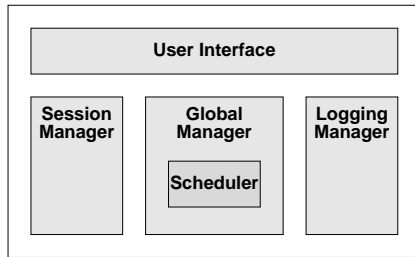 User Interface
Session
Manager
Global
Manager
Scheduler
Logging
Manager